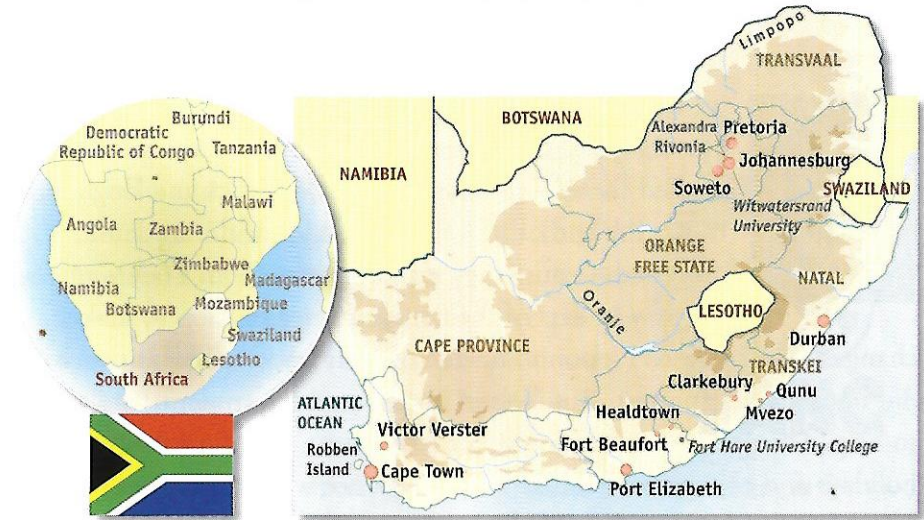 Burundi
Democratic
Republic of Congo
Tanzania
Malawi
Angola
Zambia
Zimbabwe
Madagascar
Namibia
Mozambique
Botswana
Swaziland
Lesotho
South Africa
Limpopo
TRANSVAAL
BOTSWANA
Alexandra
Rivonia
Pretoria
Johannesburg
NAMIBIA
Soweto
SWAZILAND
Witwatersrand
University
ORANGE
FREE STATE
NATAL
Oranje
LESOTHO
Durban
CAPE PROVINCE
TRANSKEI
Clarkebury
Qunu
Mvezo
ATLANTIC
OCEAN
Healdtown
Victor Verster
Fort Beaufort
Fort Hare University College
Robben
Island
Cape Town
Port Elizabeth